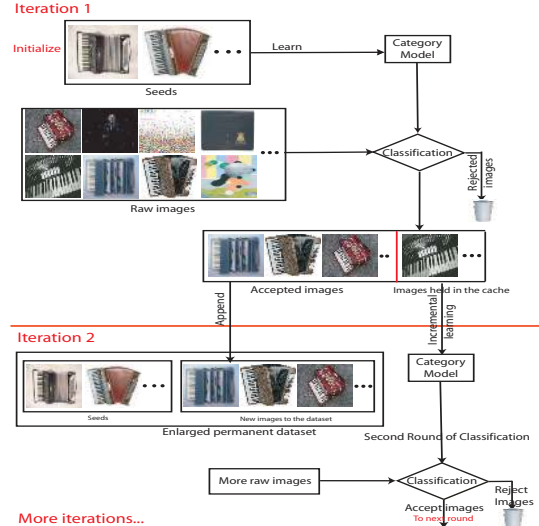 Iteration 1
Initialize
Seeds
Learn
Category
Model
Raw images
Classification
Rejected
images
Accepted images
Images held in the cache
Append
Incremental
learning
Iteration 2
Seeds
New images to the dataset
Enlarged permanent dataset
Category
Model
Second Round of Classification
More raw images
Classification
Reject
Images
Accept images
To next round
More iterations...